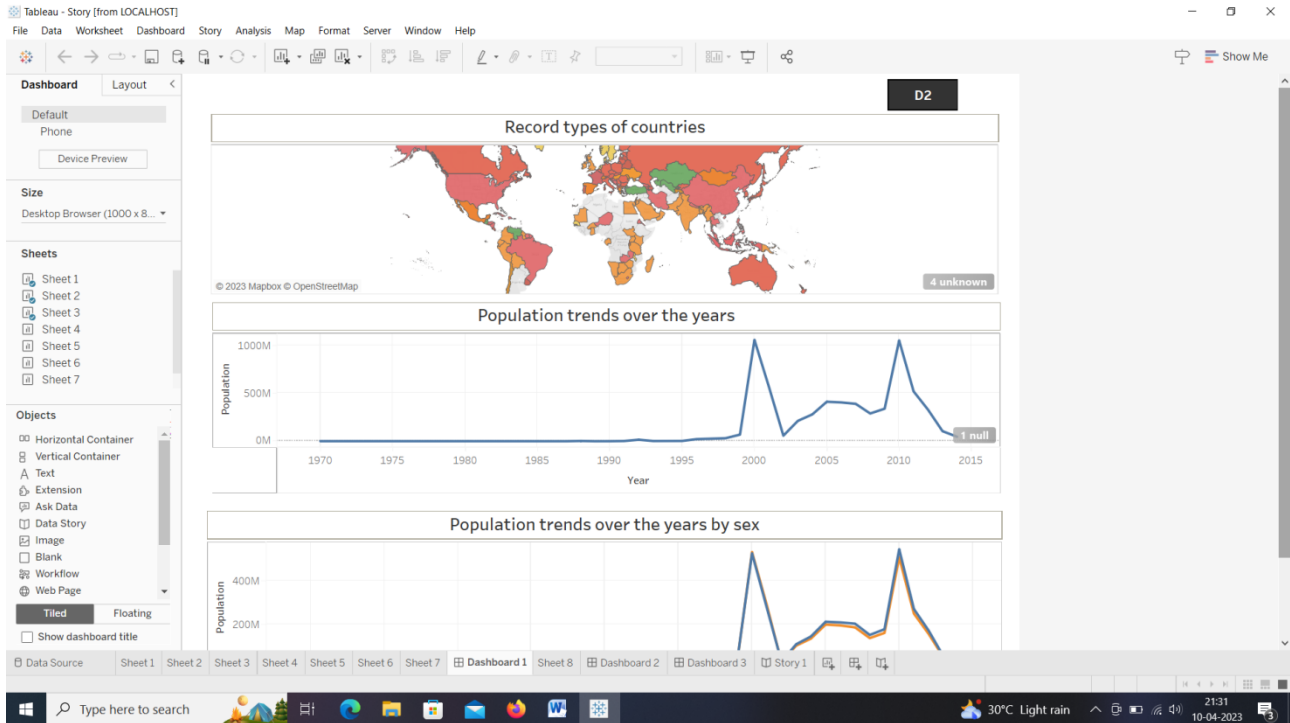 Tableau - Story [from LOCALHOST]
File Data Worksheet Dashboard Story Analysis Map Format Server Window Help
Show Me
Dashboard Layout
Default
Phone
Device Preview
Size
Desktop Browser (1000 x 8...
Sheets
Sheet 1
Sheet 2
Sheet 3
Sheet 4
Sheet 5
Sheet 6
Sheet 7
Objects
Horizontal Container
Vertical Container
Text
Extension
Ask Data
Data Story
Image
Blank
Workflow
Web Page
Tiled Floating
Show dashboard title
D2
Record types of countries
© 2023 Mapbox © OpenStreetMap
4 unknown
Population trends over the years
1000M
500M
0M
Population
1 null
1970 1975 1980 1985 1990 1995 2000 2005 2010 2015
Year
Population trends over the years by sex
400M
200M
Population
Data Source Sheet 1 Sheet 2 Sheet 3 Sheet 4 Sheet 5 Sheet 6 Sheet 7 Dashboard 1 Sheet 8 Dashboard 2 Dashboard 3 Story 1
Type here to search
30°C Light rain
21:31
10-04-2023
3